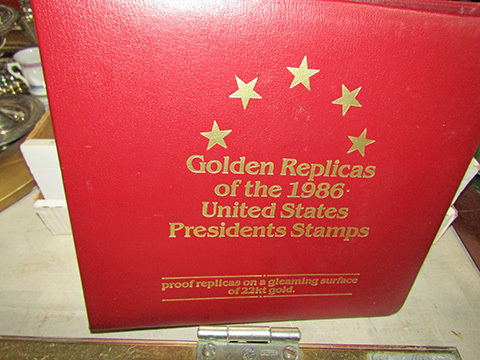 Golden Replicas
of the 1986
United States
Presidents Stamps
proof replicas on a gleaming surface
of 22kt gold.